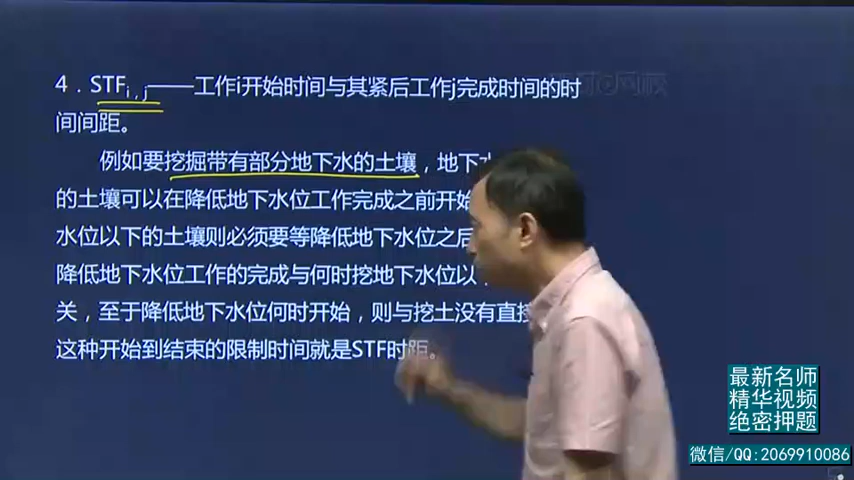 4．STFi，j——工作i开始时间与其紧后工作j完成时间的时
间间距。
例如要挖掘带有部分地下水的土壤，地下水
的土壤可以在降低地下水位工作完成之前开始
水位以下的土壤则必须要等降低地下水位之后
降低地下水位工作的完成与何时挖地下水位以
关，至于降低地下水位何时开始，则与挖土没有直接
这种开始到结束的限制时间就是STF时距。
最新名师
精华视频
绝密押题
微信/QQ:2069910086